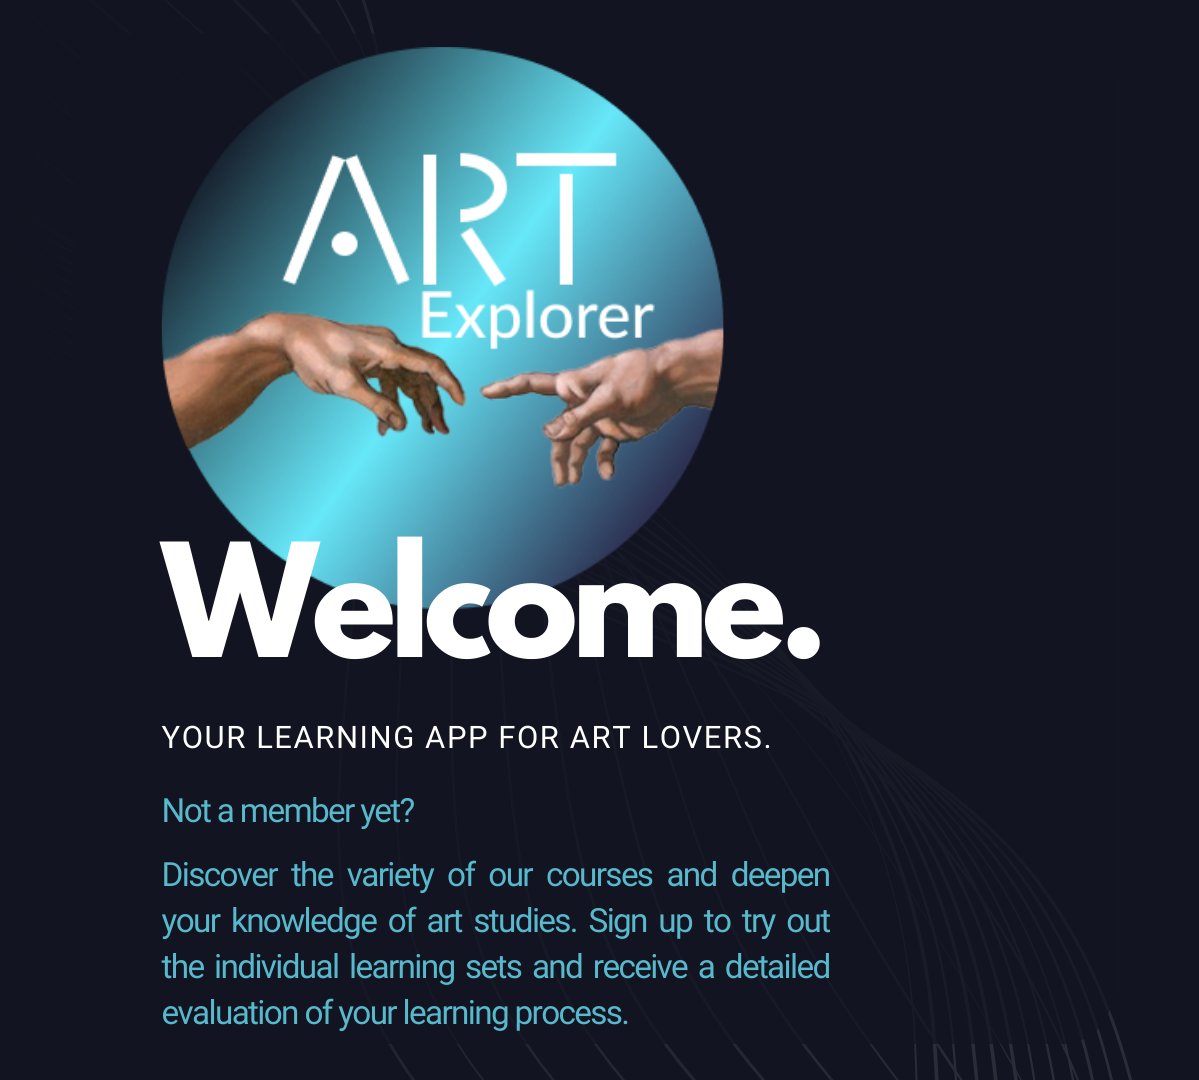 ART
Explorer
Welcome.
YOUR LEARNING APP FOR ART LOVERS.
Not a member yet?
Discover the variety of our courses and deepen
your knowledge of art studies. Sign up to try out
the individual learning sets and receive a detailed
evaluation of your learning process.